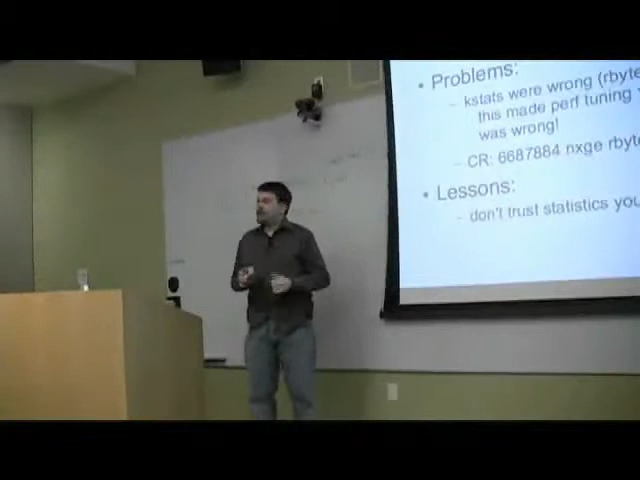 • Problems:
– kstats were wrong (rbyte
this made perf tuning
was wrong!
– CR: 6687884 nxge rbyte
• Lessons:
– don't trust statistics you